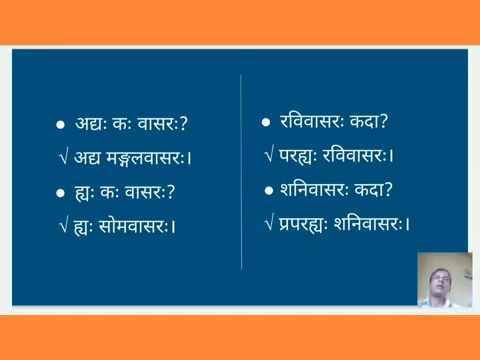 ● अद्यः कः वासरः?
√ अद्य मङ्गलवासरः।
● ह्यः कः वासरः?
√ ह्यः सोमवासरः।
● रविवासरः कदा?
√ परह्यः रविवासरः।
● शनिवासरः कदा?
√ प्रपरह्यः शनिवासरः।